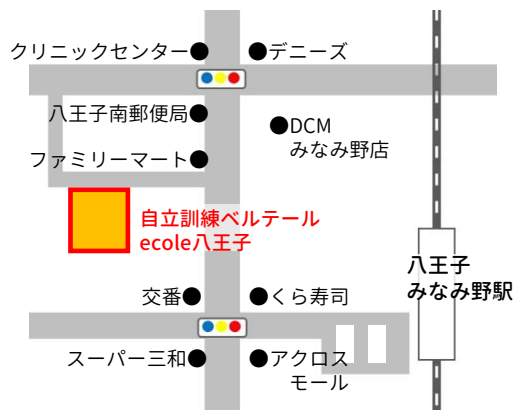 クリニックセンター
デニーズ
八王子南郵便局
DCM
みなみ野店
ファミリーマート
自立訓練ベルテール
ecole八王子
八王子
みなみ野駅
交番
くら寿司
スーパー三和
アクロス
モール